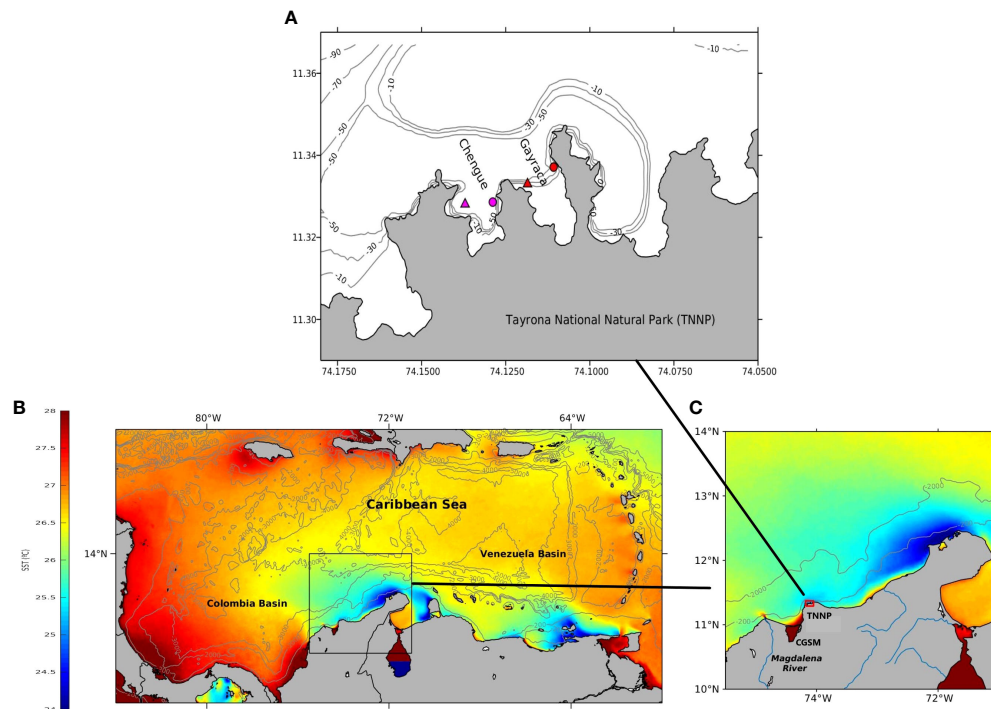 A
-90
-70
-50
-10
-10
11.36
-10
-30
-50
-50
11.34
Chengue
Gayraca
-50
-30
-10
-10
-50
-30
11.32
11.30
Tayrona National Natural Park (TNNP)
74.1750
74.1500
74.1250
74.1000
74.0750
74.0500
B
C
28
27.5
27
26.5
26
25.5
25
24.5
24
SST (ºC)
80°W
72°W
64°W
14°N
Caribbean Sea
Venezuela Basin
Colombia Basin
14°N
13°N
12°N
11°N
10°N
-2000
-2000
-200
-200
TNNP
CGSM
Magdalena
River
74°W
72°W